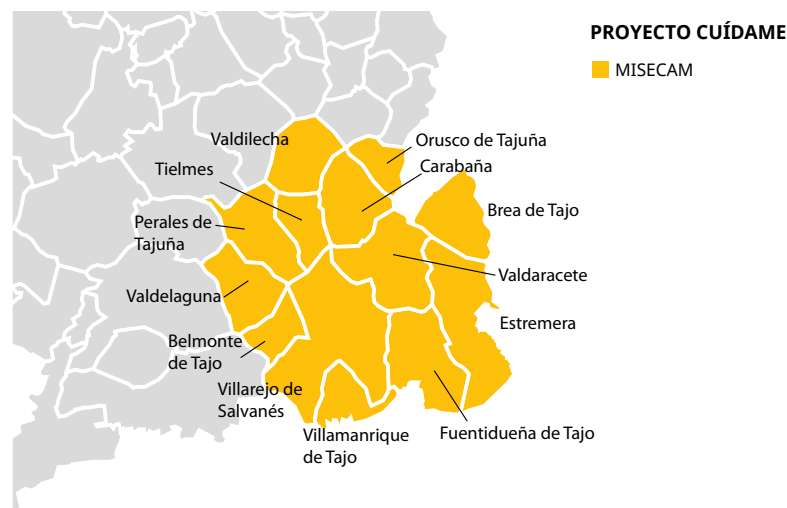 PROYECTO CUÍDAME
MISECAM
Valdilecha
Orusco de Tajuña
Tielmes
Carabaña
Perales de
Tajuña
Brea de Tajo
Valdelaguna
Valdaracete
Estremera
Belmonte
de Tajo
Villarejo de
Salvanés
Villamanrique
de Tajo
Fuentidueña de Tajo